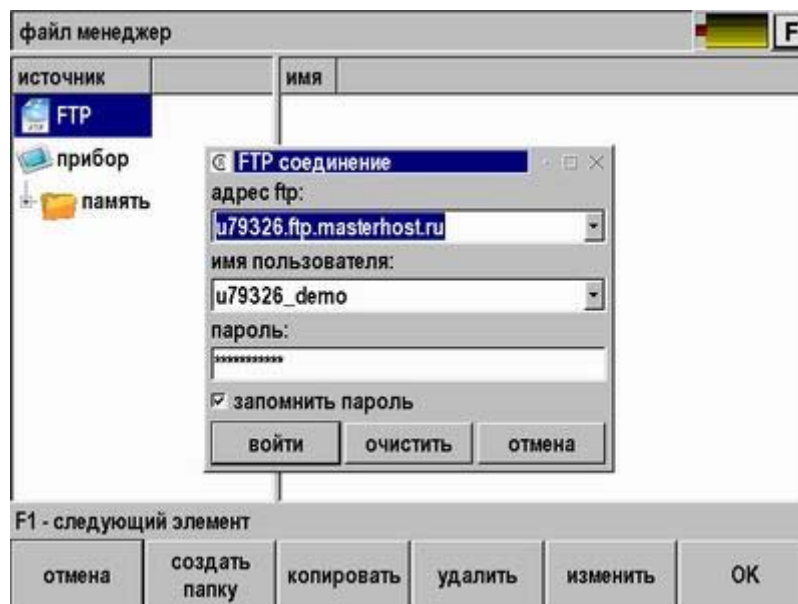 файл менеджер
F
источник
имя
FTP
FTP
прибор
память
FTP соединение
адрес ftp:
u79326.ftp.masterhost.ru
имя пользователя:
u79326_demo
пароль:
***********
запомнить пароль
войти
очистить
отмена
F1 - следующий элемент
отмена
создать
папку
копировать
удалить
изменить
OK